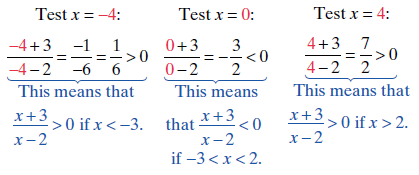 Test x = –4:
–4 + 3 / –4 – 2 = –1 / –6 = 1 / 6 > 0
This means that
x + 3 / x – 2 > 0 if x < –3.
Test x = 0:
0 + 3 / 0 – 2 = – 3 / 2 < 0
This means
that x + 3 / x – 2 < 0
if –3 < x < 2.
Test x = 4:
4 + 3 / 4 – 2 = 7 / 2 > 0
This means that
x + 3 / x – 2 > 0 if x > 2.